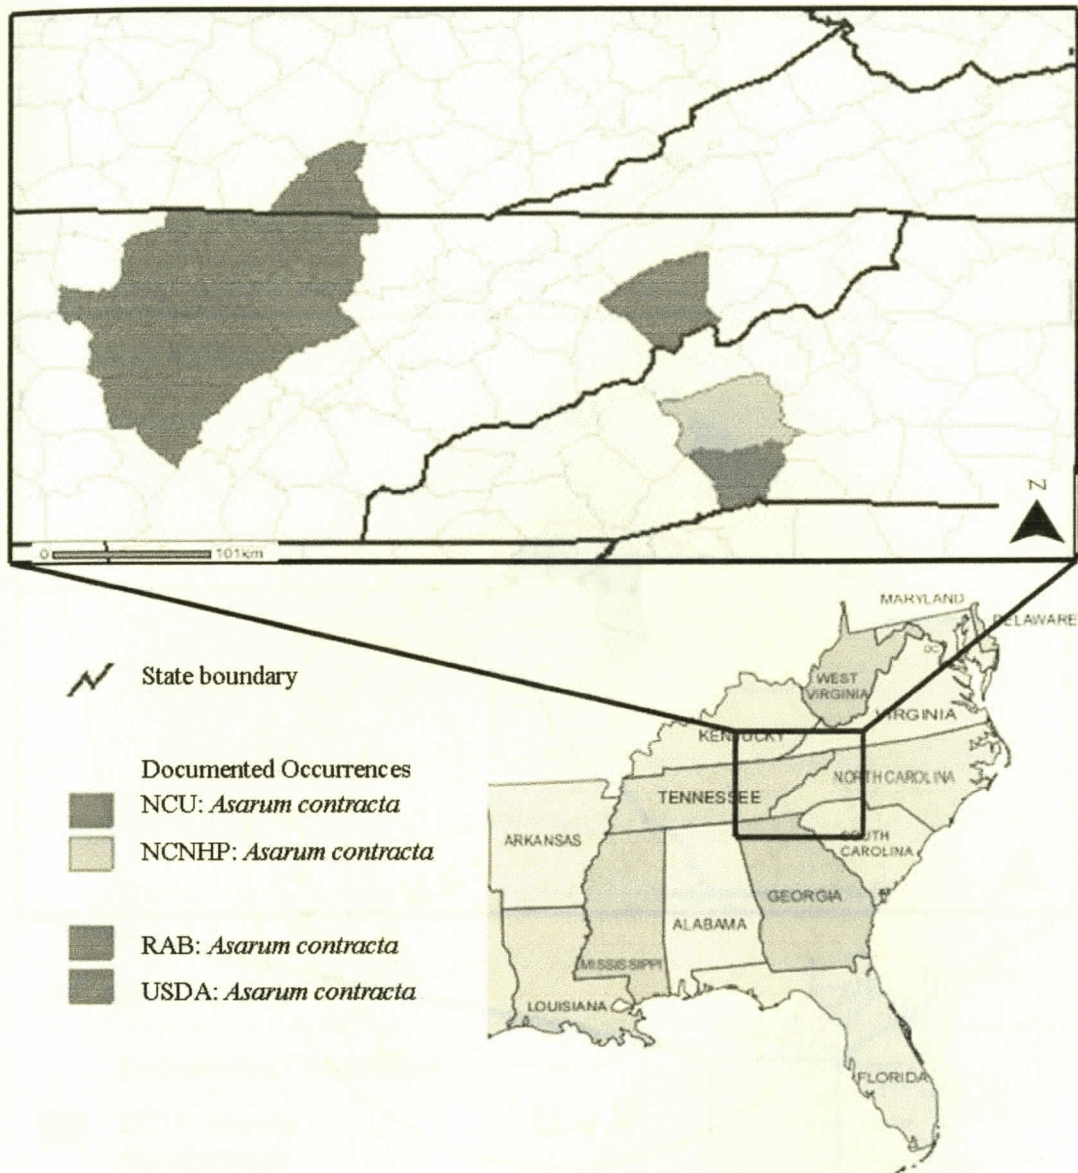 N
0 101km
State boundary
Documented Occurrences
NCU: Asarum contracta
NCNHP: Asarum contracta
RAB: Asarum contracta
USDA: Asarum contracta
MARYLAND
DELAWARE
DC
WEST
VIRGINIA
VIRGINIA
KENTUCKY
NORTH CAROLINA
TENNESSEE
ARKANSAS
SOUTH
CAROLINA
GEORGIA
ALABAMA
MISSISSIPPI
LOUISIANA
FLORIDA